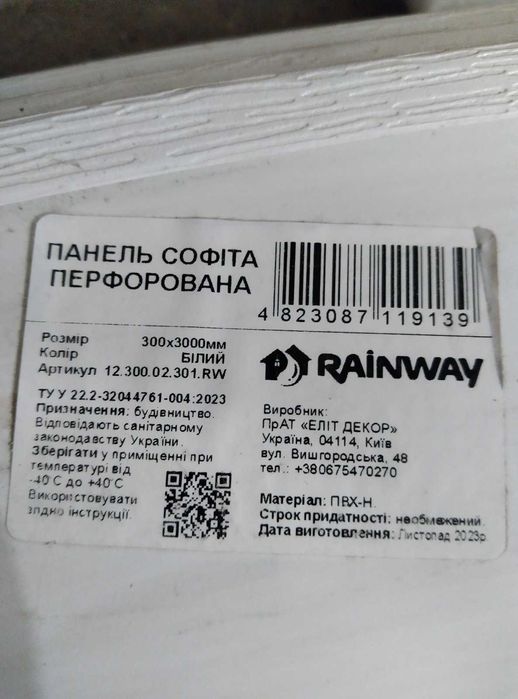 ПАНЕЛЬ СОФІТА
ПЕРФОРОВАНА
4 823087 119139
Розмір 300х3000мм
Колір БІЛИЙ
Артикул 12.300.02.301.RW
RAINWAY
ТУ У 22.2-32044761-004:2023
Призначення: будівництво.
Відповідають санітарному
законодавству України.
Зберігати у приміщенні при
температурі від
-40°С до +40°С
Використовувати
згідно інструкції.
Виробник:
ПрАТ «ЕЛІТ ДЕКОР»
Україна, 04114, Київ
вул. Вишгородська, 48
тел.: +380675470270
Матеріал: ПВХ-Н.
Строк придатності: необмежений.
Дата виготовлення: Листопад 2023р.